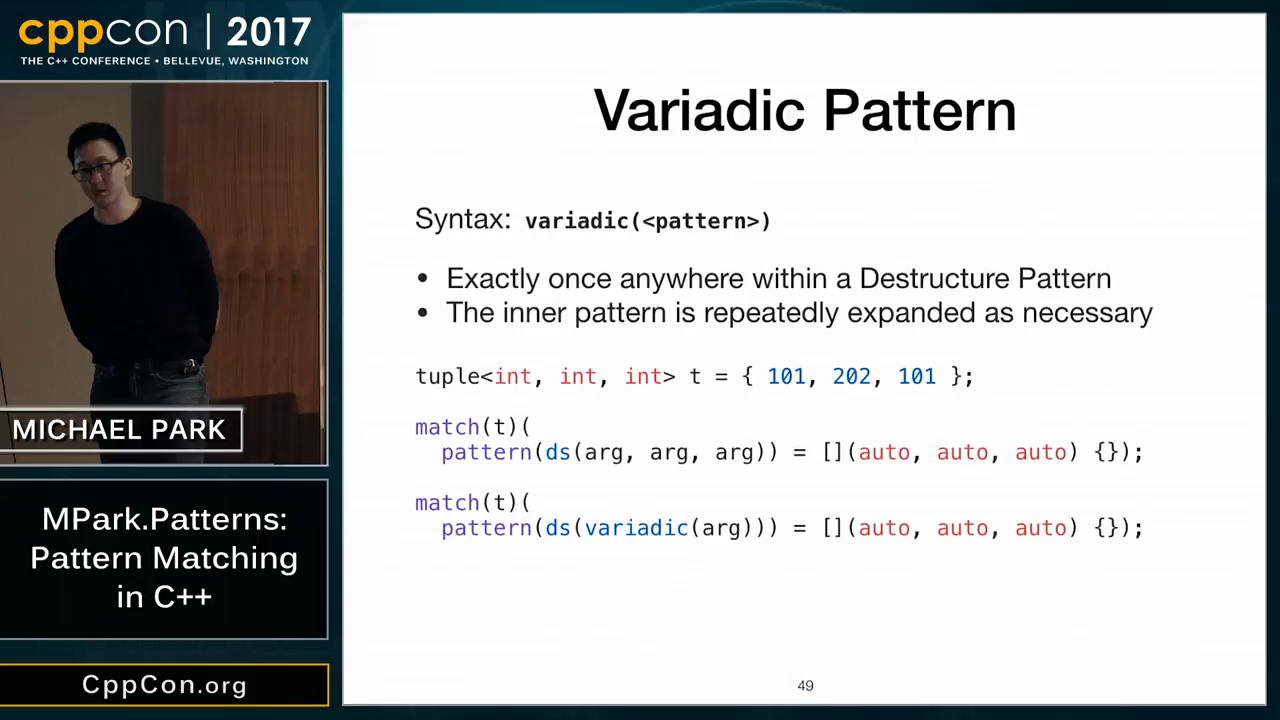 cppcon | 2017
THE C++ CONFERENCE • BELLEVUE, WASHINGTON
MICHAEL PARK
MPark.Patterns:
Pattern Matching
in C++
CppCon.org
Variadic Pattern
Syntax: variadic(<pattern>)
• Exactly once anywhere within a Destructure Pattern
• The inner pattern is repeatedly expanded as necessary
tuple<int, int, int> t = { 101, 202, 101 };
match(t)(
pattern(ds(arg, arg, arg)) = [](auto, auto, auto) {});
match(t)(
pattern(ds(variadic(arg))) = [](auto, auto, auto) {});
49